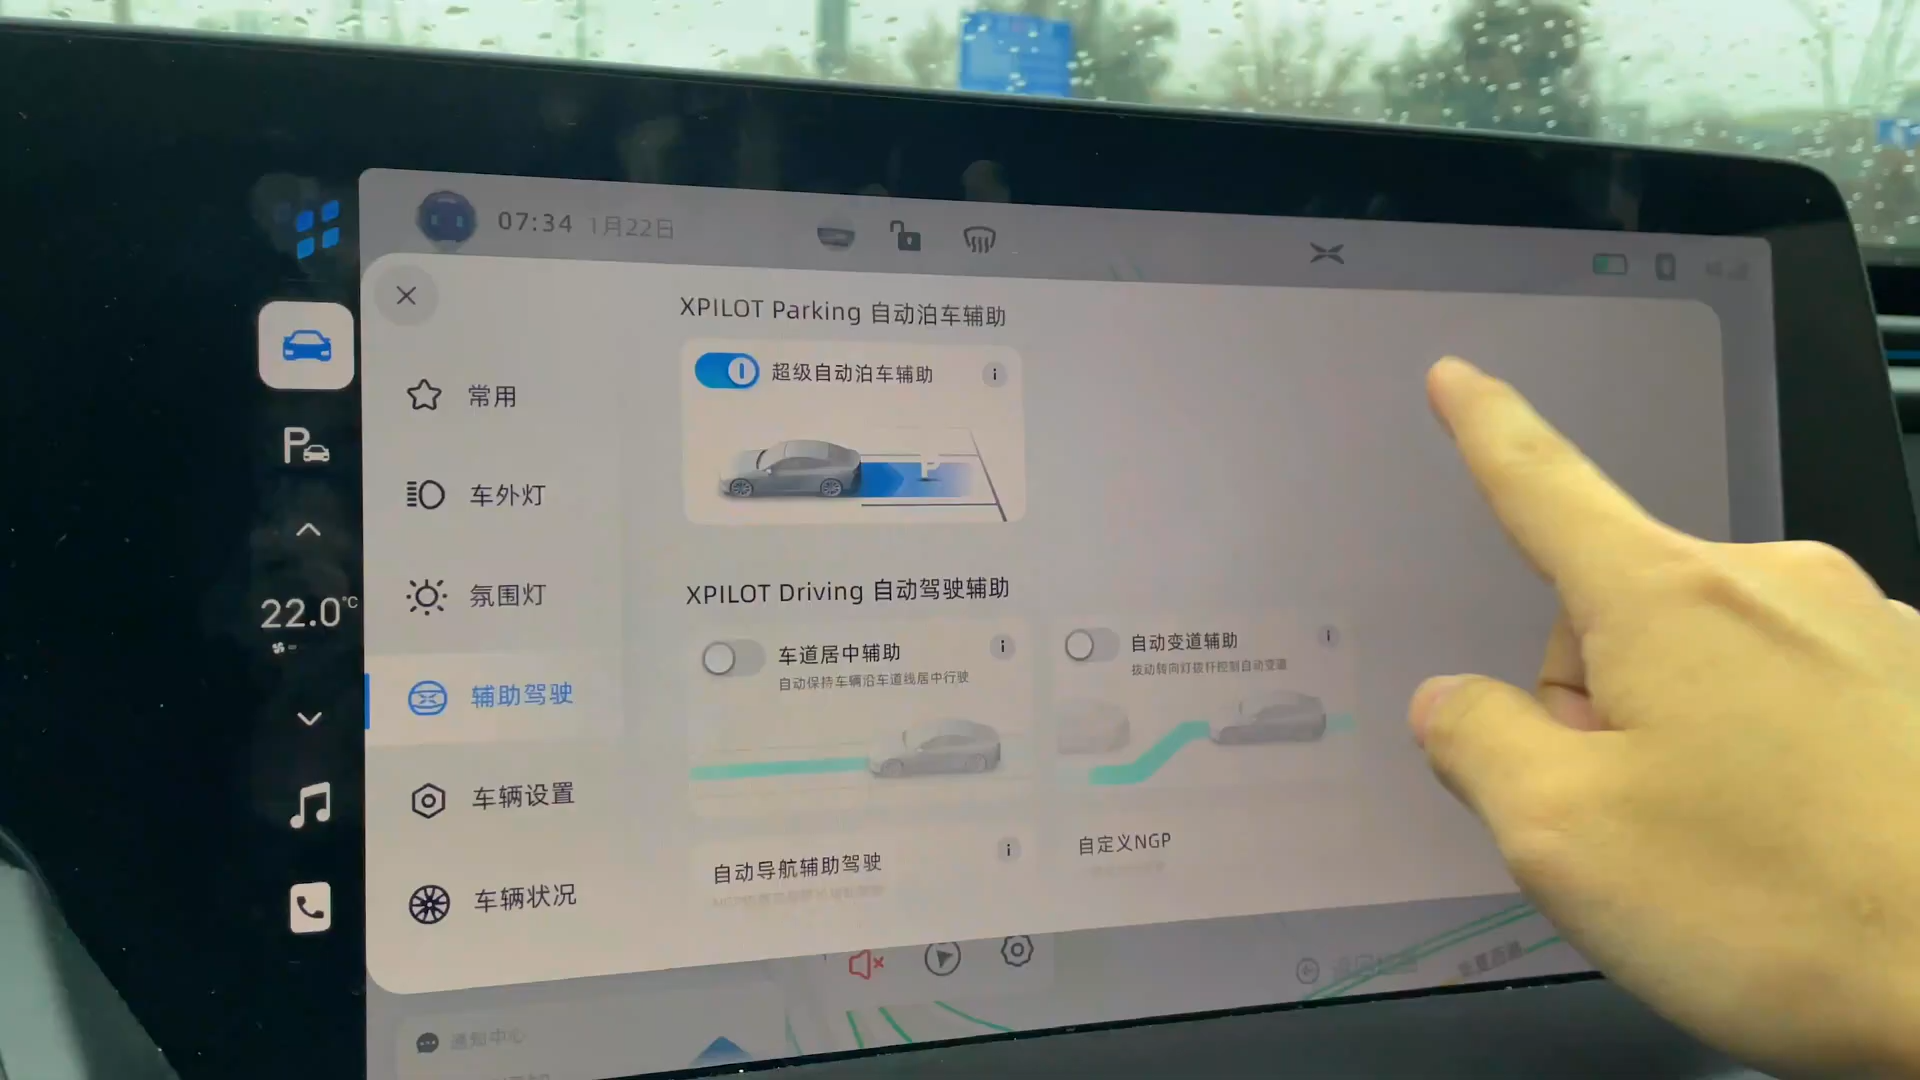 07:34 1月22日
XPILOT Parking 自动泊车辅助
超级自动泊车辅助
P
常用
车外灯
氛围灯
辅助驾驶
车辆设置
车辆状况
P
22.0°C
XPILOT Driving 自动驾驶辅助
车道居中辅助
自动保持车辆沿车道线居中行驶
自动变道辅助
拨动转向灯拨杆控制自动变道
自动导航辅助驾驶
自定义NGP
通知中心